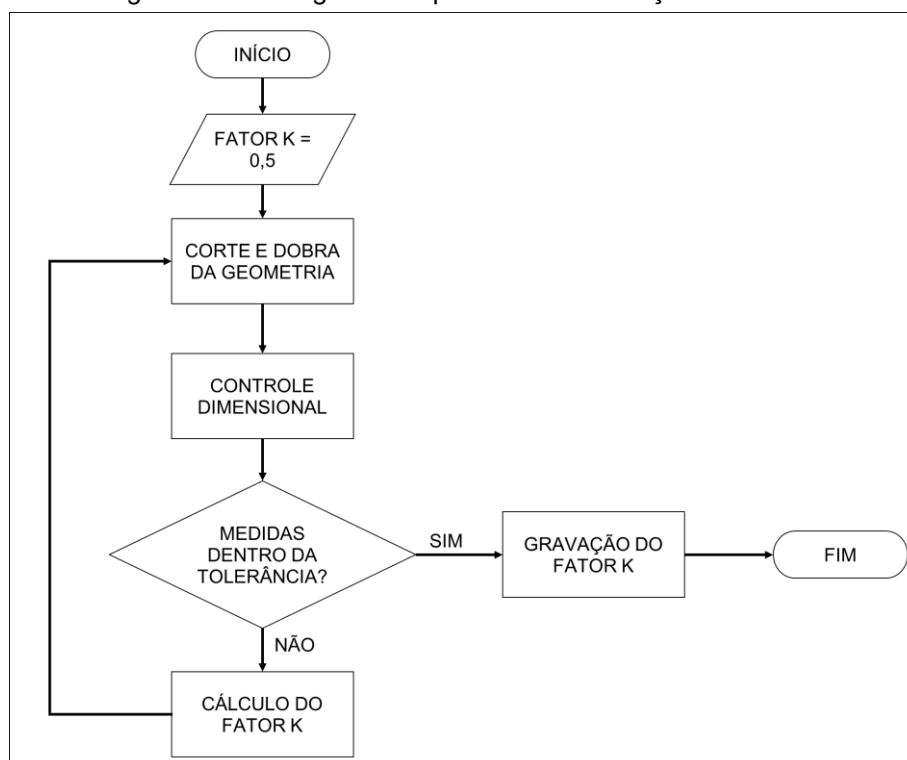 INÍCIO
FATOR K =
0,5
CORTE E DOBRA
DA GEOMETRIA
CONTROLE
DIMENSIONAL
MEDIDAS
DENTRO DA
TOLERÂNCIA?
SIM
GRAVAÇÃO DO
FATOR K
FIM
NÃO
CÁLCULO DO
FATOR K